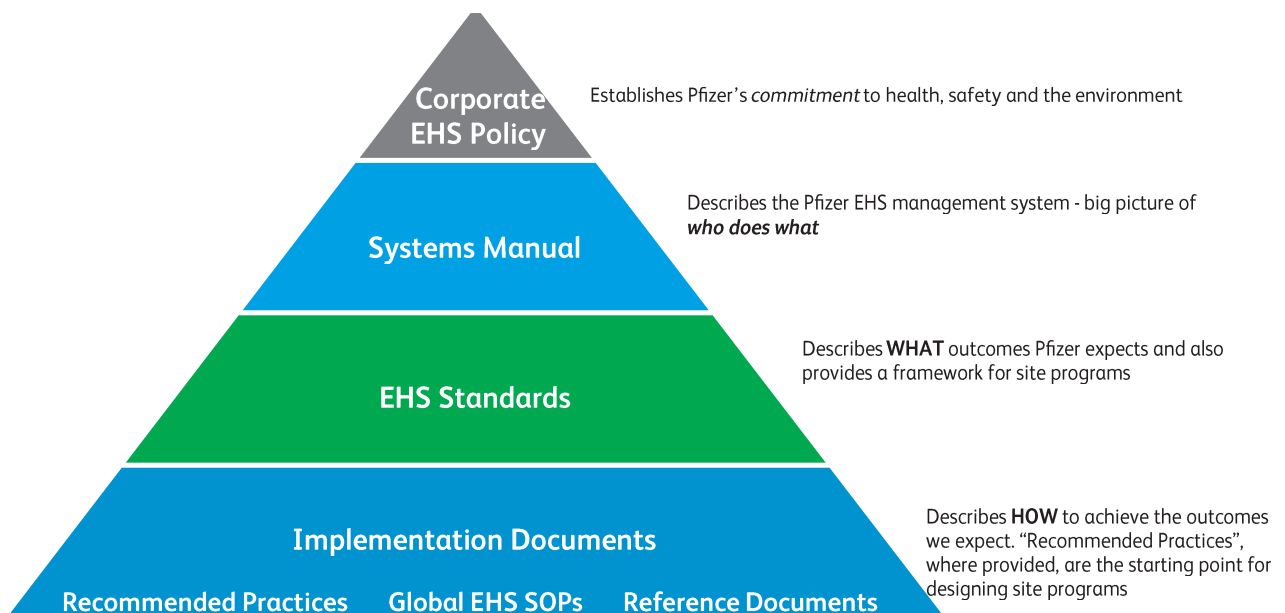 Corporate
EHS Policy
Establishes Pfizer's commitment to health, safety and the environment
Systems Manual
Describes the Pfizer EHS management system - big picture of
who does what
EHS Standards
Describes WHAT outcomes Pfizer expects and also
provides a framework for site programs
Implementation Documents
Recommended Practices Global EHS SOPs Reference Documents
Describes HOW to achieve the outcomes
we expect. “Recommended Practices”,
where provided, are the starting point for
designing site programs